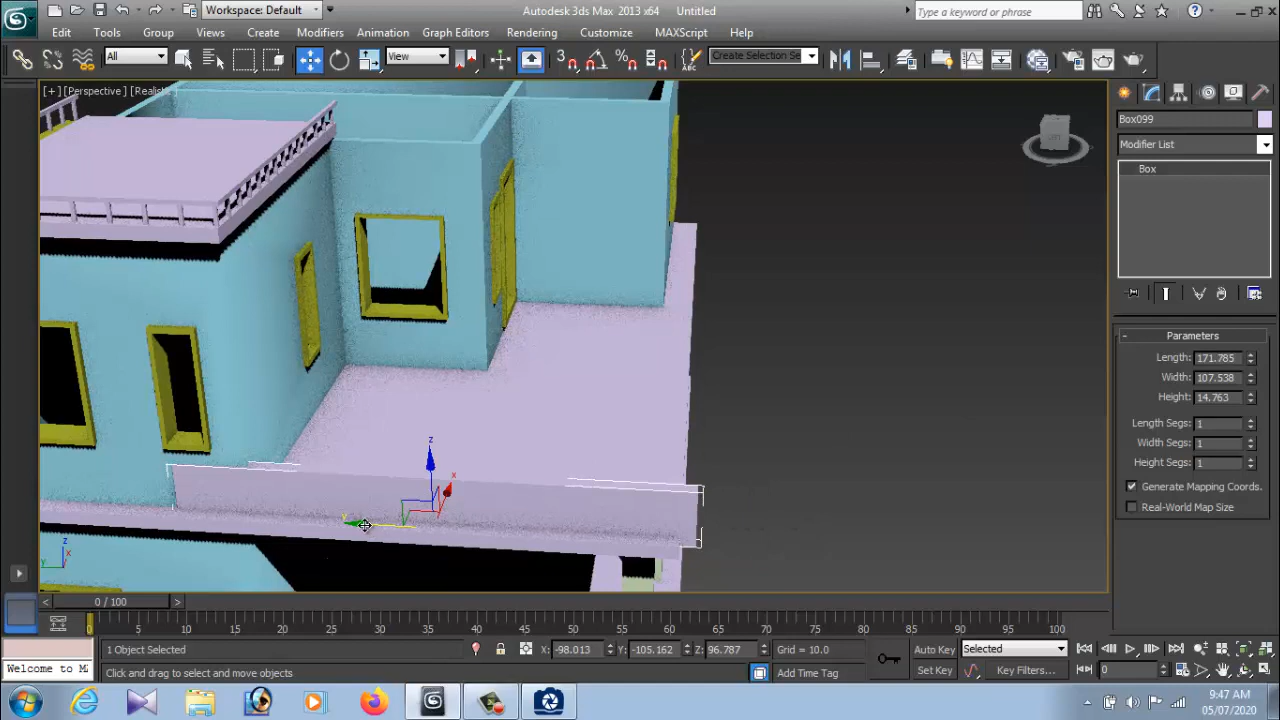 Workspace: Default
Autodesk 3ds Max 2013 x64 Untitled
Type a keyword or phrase
Edit Tools Group Views Create Modifiers Animation Graph Editors Rendering Customize MAXScript Help
All
View
Create Selection Se
[+] [Perspective] [Realis
Box099
Modifier List
Box
Parameters
Length: 171.785
Width: 107.538
Height: 14.763
Length Segs: 1
Width Segs: 1
Height Segs: 1
Generate Mapping Coords.
Real-World Map Size
z
x
y
z
x
y
0 / 100
0 5 10 15 20 25 30 35 40 45 50 55 60 65 70 75 80 85 90 95 100
1 Object Selected
X: -98.013 Y: -105.162 Z: 96.787 Grid = 10.0
Auto Key Selected
Welcome to MA
Click and drag to select and move objects
Add Time Tag
Set Key Key Filters... 0
9:47 AM
05/07/2020